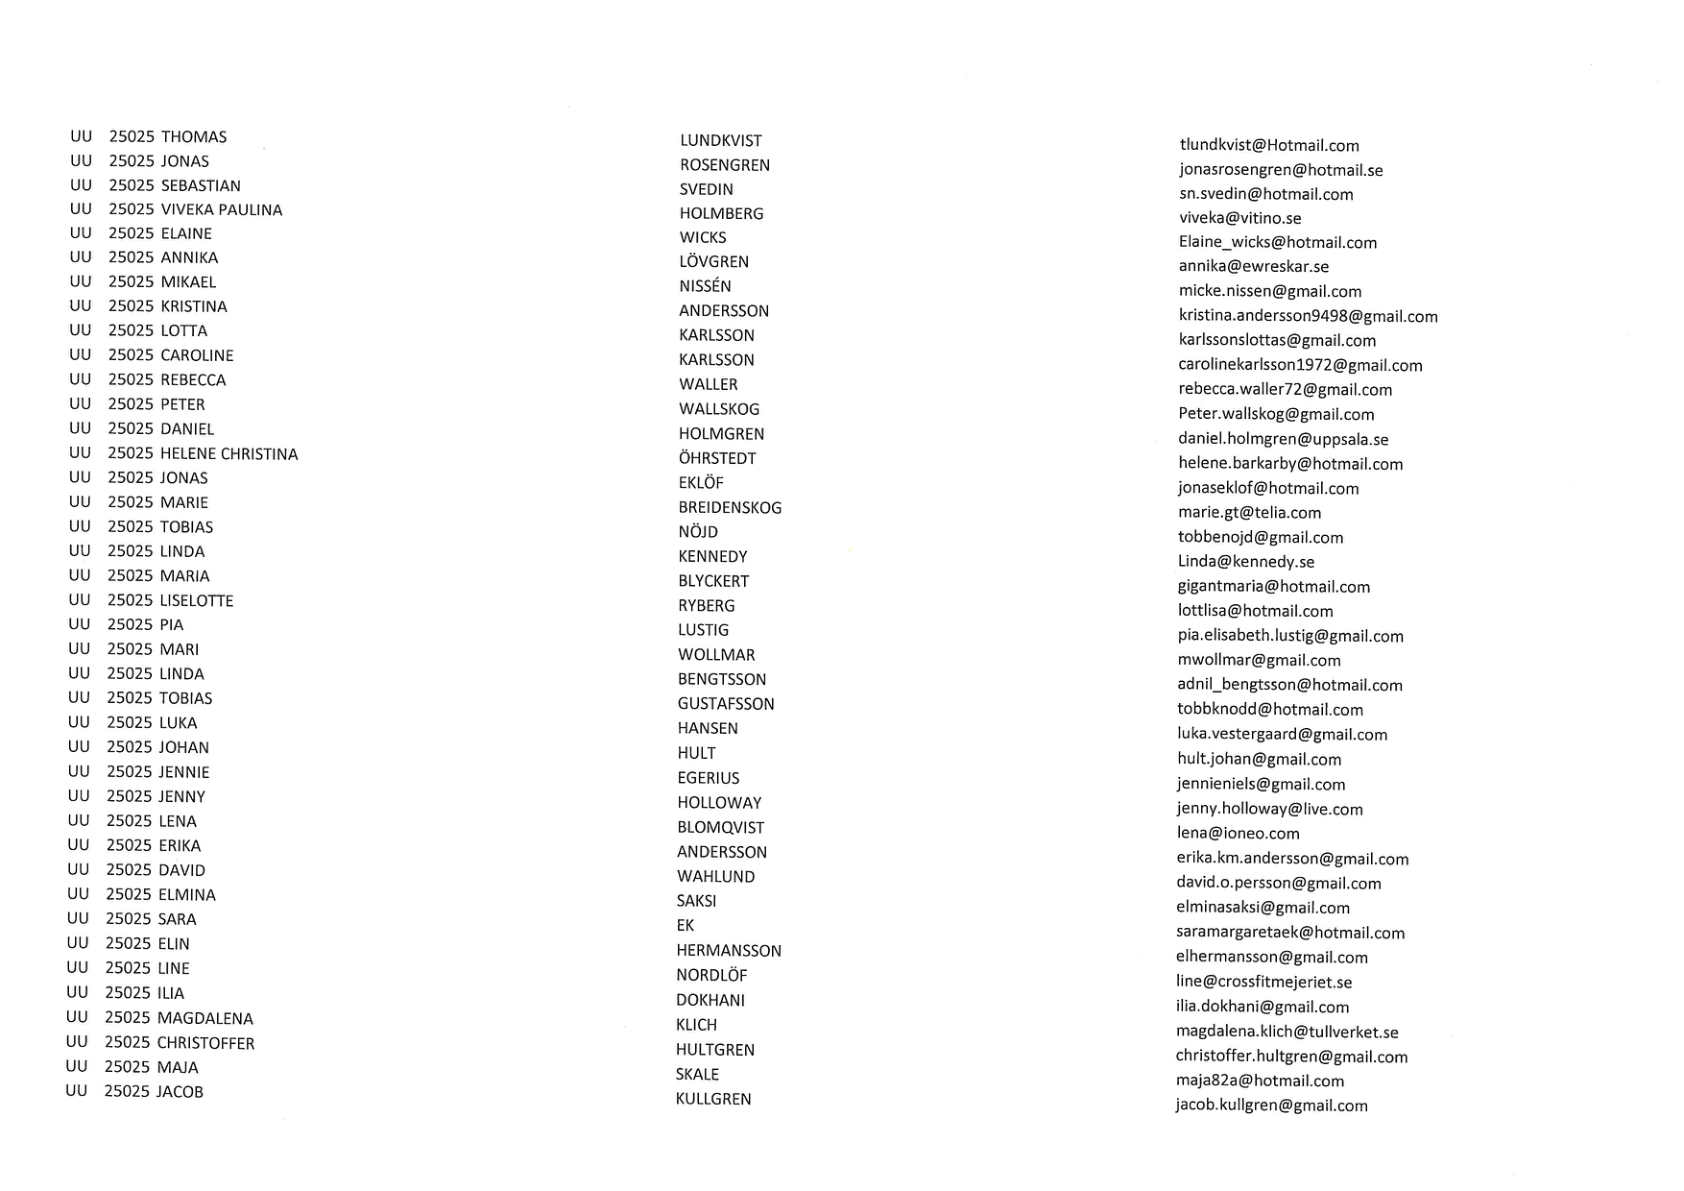 UU 25025 THOMAS LUNDKVIST tlundkvist@Hotmail.com
UU 25025 JONAS ROSENGREN jonasrosengren@hotmail.se
UU 25025 SEBASTIAN SVEDIN sn.svedin@hotmail.com
UU 25025 VIVEKA PAULINA HOLMBERG viveka@vitino.se
UU 25025 ELAINE WICKS Elaine_wicks@hotmail.com
UU 25025 ANNIKA LÖVGREN annika@ewreskar.se
UU 25025 MIKAEL NISSÉN micke.nissen@gmail.com
UU 25025 KRISTINA ANDERSSON kristina.andersson9498@gmail.com
UU 25025 LOTTA KARLSSON karlssonslottas@gmail.com
UU 25025 CAROLINE KARLSSON carolinekarlsson1972@gmail.com
UU 25025 REBECCA WALLER rebecca.waller72@gmail.com
UU 25025 PETER WALLSKOG Peter.wallskog@gmail.com
UU 25025 DANIEL HOLMGREN daniel.holmgren@uppsala.se
UU 25025 HELENE CHRISTINA ÖHRSTEDT helene.barkarby@hotmail.com
UU 25025 JONAS EKLÖF jonaseklof@hotmail.com
UU 25025 MARIE BREIDENSKOG marie.gt@telia.com
UU 25025 TOBIAS NÖJD tobbenojd@gmail.com
UU 25025 LINDA KENNEDY Linda@kennedy.se
UU 25025 MARIA BLYCKERT gigantmaria@hotmail.com
UU 25025 LISELOTTE RYBERG lottlisa@hotmail.com
UU 25025 PIA LUSTIG pia.elisabeth.lustig@gmail.com
UU 25025 MARI WOLLMAR mwollmar@gmail.com
UU 25025 LINDA BENGTSSON adnil_bengtsson@hotmail.com
UU 25025 TOBIAS GUSTAFSSON tobbknodd@hotmail.com
UU 25025 LUKA HANSEN luka.vestergaard@gmail.com
UU 25025 JOHAN HULT hult.johan@gmail.com
UU 25025 JENNIE EGERIUS jennieniels@gmail.com
UU 25025 JENNY HOLLOWAY jenny.holloway@live.com
UU 25025 LENA BLOMQVIST lena@ioneo.com
UU 25025 ERIKA ANDERSSON erika.km.andersson@gmail.com
UU 25025 DAVID WAHLUND david.o.persson@gmail.com
UU 25025 ELMINA SAKSI elminasaksi@gmail.com
UU 25025 SARA EK saramargaretaek@hotmail.com
UU 25025 ELIN HERMANSSON elhermansson@gmail.com
UU 25025 LINE NORDLÖF line@crossfitmejeriet.se
UU 25025 ILIA DOKHANI ilia.dokhani@gmail.com
UU 25025 MAGDALENA KLICH magdalena.klich@tullverket.se
UU 25025 CHRISTOFFER HULTGREN christoffer.hultgren@gmail.com
UU 25025 MAJA SKALE maja82a@hotmail.com
UU 25025 JACOB KULLGREN jacob.kullgren@gmail.com